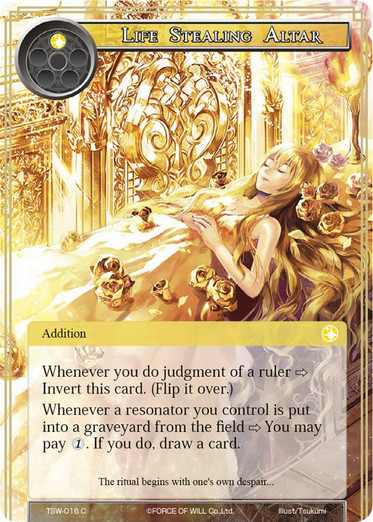 Life Stealing Altar
Addition
Whenever you do judgment of a ruler ⇨
Invert this card. (Flip it over.)
Whenever a resonator you control is put
into a graveyard from the field ⇨ You may
pay 1. If you do, draw a card.
The ritual begins with one's own despair...
TSW-016 C ©FORCE OF WILL Co.,Ltd. Illust/Tsukumi